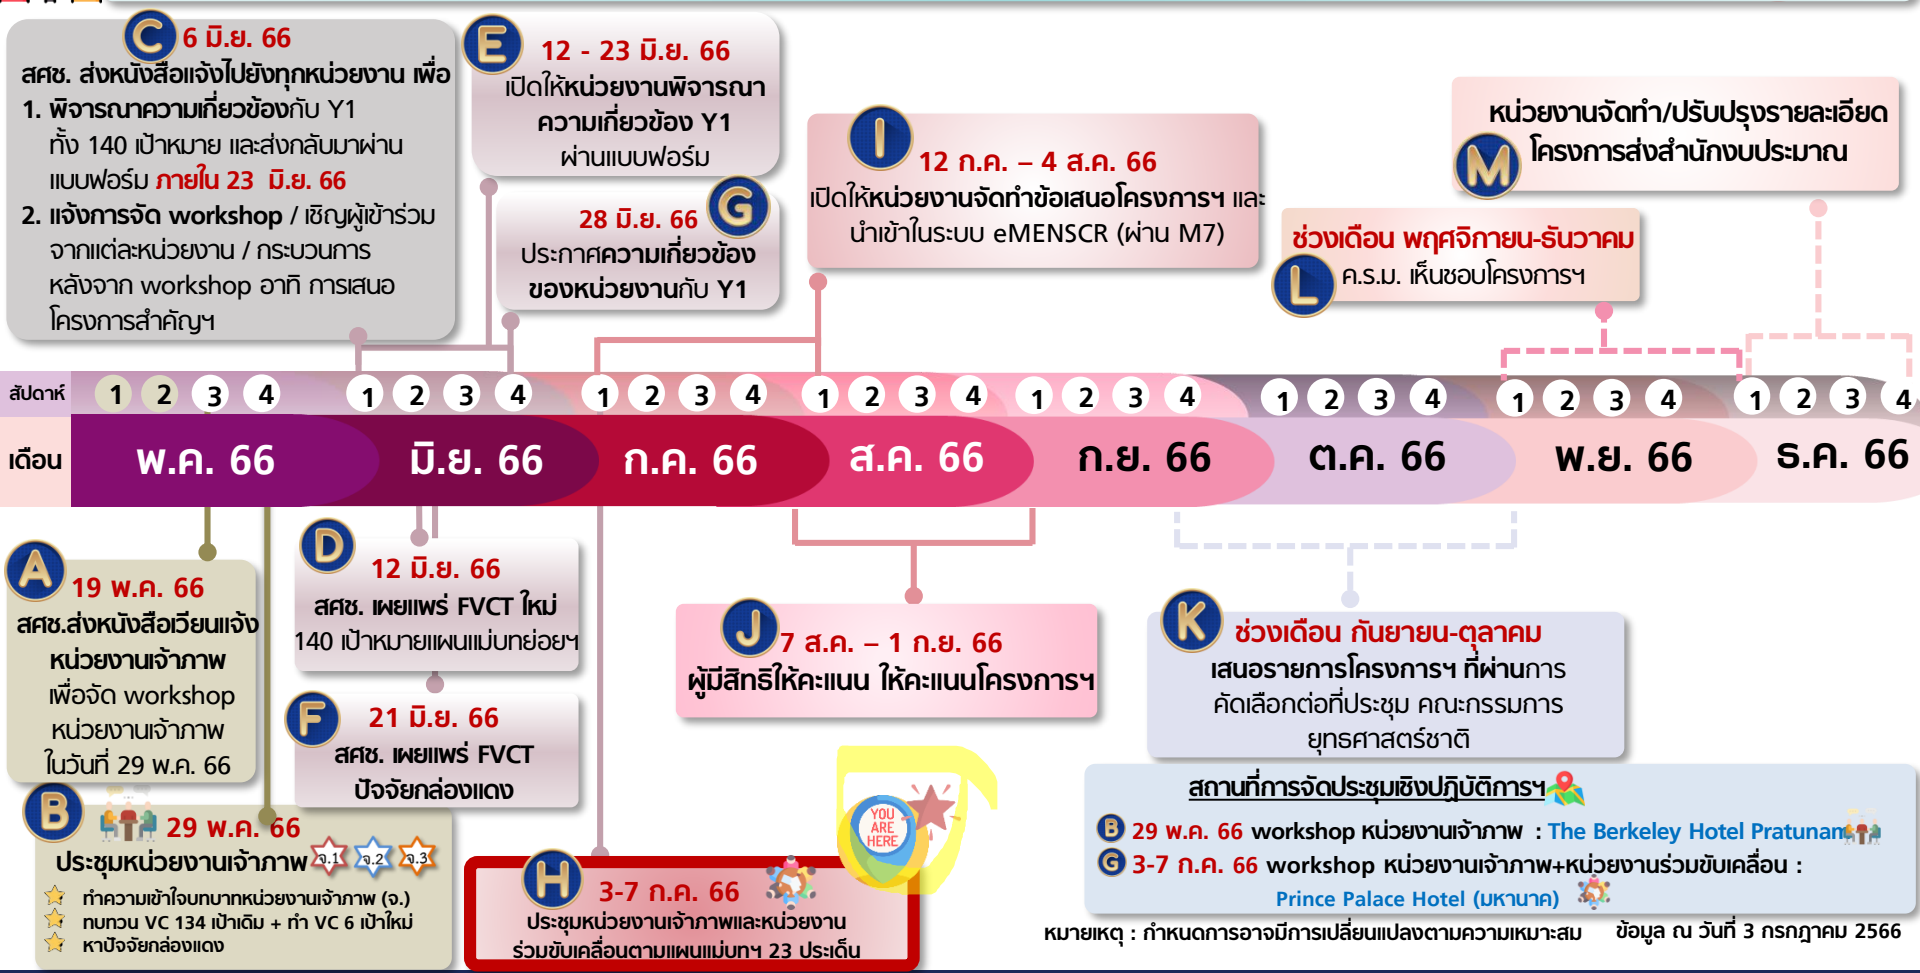 C 6 มิ.ย. 66
สศช. ส่งหนังสือแจ้งไปยังทุกหน่วยงาน เพื่อ
1. พิจารณาความเกี่ยวข้องกับ Y1
ทั้ง 140 เป้าหมาย และส่งกลับมาผ่าน
แบบฟอร์ม ภายใน 23 มิ.ย. 66
2. แจ้งการจัด workshop / เชิญผู้เข้าร่วม
จากแต่ละหน่วยงาน / กระบวนการ
หลังจาก workshop อาทิ การเสนอ
โครงการสำคัญฯ
E 12 - 23 มิ.ย. 66
เปิดให้หน่วยงานพิจารณา
ความเกี่ยวข้อง Y1
ผ่านแบบฟอร์ม
G
28 มิ.ย. 66
ประกาศความเกี่ยวข้อง
ของหน่วยงานกับ Y1
I
12 ก.ค. – 4 ส.ค. 66
เปิดให้หน่วยงานจัดทำข้อเสนอโครงการฯ และ
นำเข้าในระบบ eMENSCR (ผ่าน M7)
หน่วยงานจัดทำ/ปรับปรุงรายละเอียด
M โครงการส่งสำนักงบประมาณ
ช่วงเดือน พฤศจิกายน-ธันวาคม
L ค.ร.ม. เห็นชอบโครงการฯ
สัปดาห์ 1 2 3 4 1 2 3 4 1 2 3 4 1 2 3 4 1 2 3 4 1 2 3 4 1 2 3 4 1 2 3 4
เดือน พ.ค. 66 มิ.ย. 66 ก.ค. 66 ส.ค. 66 ก.ย. 66 ต.ค. 66 พ.ย. 66 ธ.ค. 66
A
19 พ.ค. 66
สศช.ส่งหนังสือเวียนแจ้ง
หน่วยงานเจ้าภาพ
เพื่อจัด workshop
หน่วยงานเจ้าภาพ
ในวันที่ 29 พ.ค. 66
B
29 พ.ค. 66
ประชุมหน่วยงานเจ้าภาพ จ.1 จ.2 จ.3
ทำความเข้าใจบทบาทหน่วยงานเจ้าภาพ (จ.)
ทบทวน VC 134 เป้าเดิม + ทำ VC 6 เป้าใหม่
หาปัจจัยกล่องแดง
D
12 มิ.ย. 66
สศช. เผยแพร่ FVCT ใหม่
140 เป้าหมายแผนแม่บทย่อยฯ
F
21 มิ.ย. 66
สศช. เผยแพร่ FVCT
ปัจจัยกล่องแดง
H
3-7 ก.ค. 66
ประชุมหน่วยงานเจ้าภาพและหน่วยงาน
ร่วมขับเคลื่อนตามแผนแม่บทฯ 23 ประเด็น
YOU
ARE
HERE
J
7 ส.ค. – 1 ก.ย. 66
ผู้มีสิทธิให้คะแนน ให้คะแนนโครงการฯ
K
ช่วงเดือน กันยายน-ตุลาคม
เสนอรายการโครงการฯ ที่ผ่านการ
คัดเลือกต่อที่ประชุม คณะกรรมการ
ยุทธศาสตร์ชาติ
สถานที่การจัดประชุมเชิงปฏิบัติการฯ
B 29 พ.ค. 66 workshop หน่วยงานเจ้าภาพ : The Berkeley Hotel Pratunam
G 3-7 ก.ค. 66 workshop หน่วยงานเจ้าภาพ+หน่วยงานร่วมขับเคลื่อน :
Prince Palace Hotel (มหานาค)
หมายเหตุ : กำหนดการอาจมีการเปลี่ยนแปลงตามความเหมาะสม ข้อมูล ณ วันที่ 3 กรกฎาคม 2566